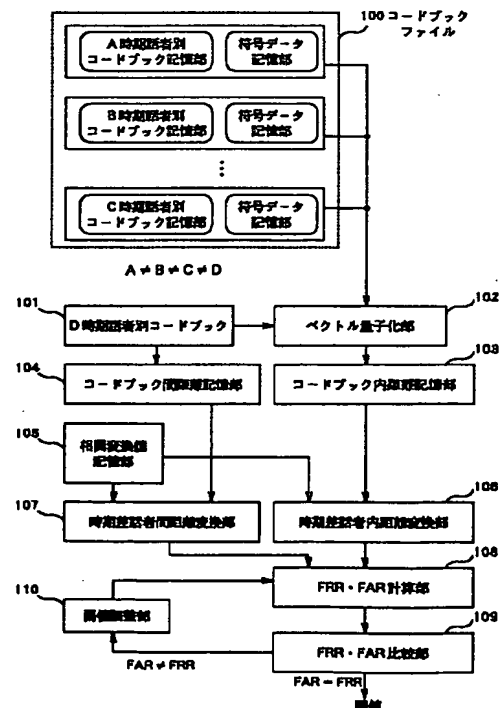 100 コードブック
ファイル
A時期話者別
コードブック記憶部
符号データ
記憶部
B時期話者別
コードブック記憶部
符号データ
記憶部
⋮
C時期話者別
コードブック記憶部
符号データ
記憶部
A≠B≠C≠D
101
D時期話者別コードブック
102
ベクトル量子化部
104
コードブック間距離記憶部
103
コードブック内距離記憶部
105
相関変換値
記憶部
107
時期差話者間距離変換部
106
時期差話者内距離変換部
108
FRR・FAR計算部
110
閾値調整部
109
FRR・FAR比較部
FAR≠FRR
FAR=FRR
閾値